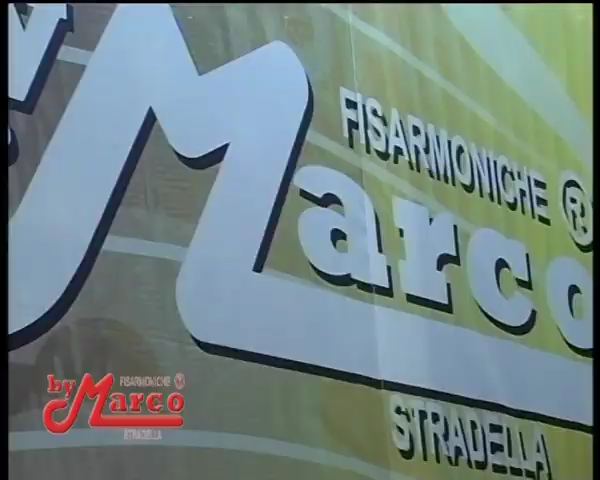 FISARMONICHE ®
Marco
STRADELLA
by Marco
FISARMONICHE
STRADELLA